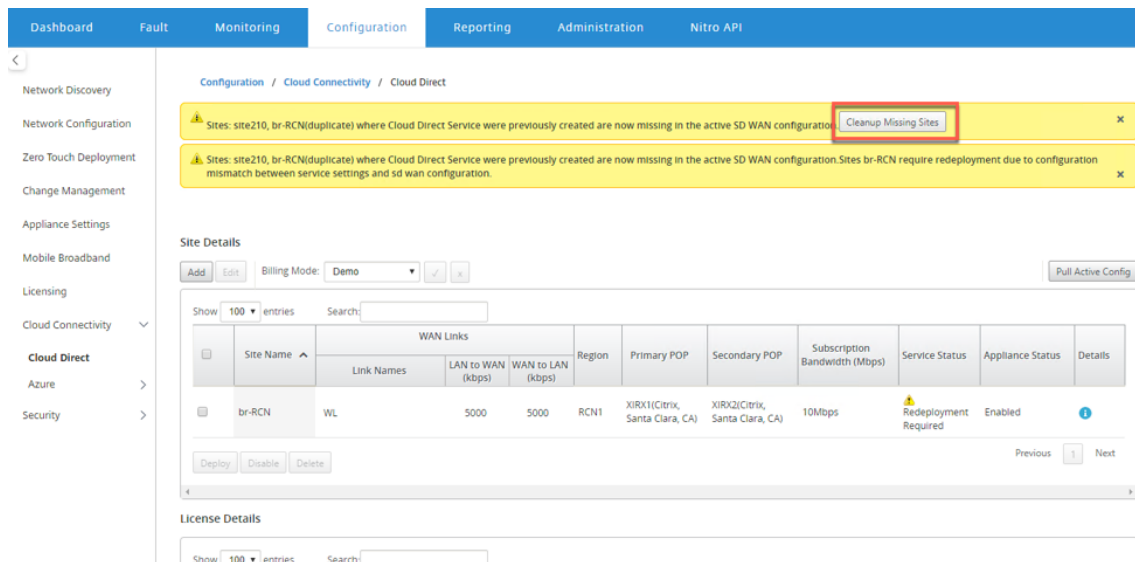 Dashboard Fault Monitoring Configuration Reporting Administration Nitro API
Network Discovery
Network Configuration
Zero Touch Deployment
Change Management
Appliance Settings
Mobile Broadband
Licensing
Cloud Connectivity
Cloud Direct
Azure
Security
Configuration / Cloud Connectivity / Cloud Direct
Sites: site210, br-RCN(duplicate) where Cloud Direct Service were previously created are now missing in the active SD WAN configuration. Cleanup Missing Sites x
Sites: site210, br-RCN(duplicate) where Cloud Direct Service were previously created are now missing in the active SD WAN configuration.Sites br-RCN require redeployment due to configuration
mismatch between service settings and sd wan configuration. x
Site Details
Add Edit Billing Mode: Demo ✓ x Pull Active Config
Show 100 entries Search:
Site Name WAN Links Region Primary POP Secondary POP Subscription Bandwidth (Mbps) Service Status Appliance Status Details
Link Names LAN to WAN (kbps) WAN to LAN (kbps)
br-RCN WL 5000 5000 RCN1 XIRX1(Citrix, Santa Clara, CA) XIRX2(Citrix, Santa Clara, CA) 10Mbps Redeployment Required Enabled
Previous 1 Next
Deploy Disable Delete
License Details
Show 100 entries Search: